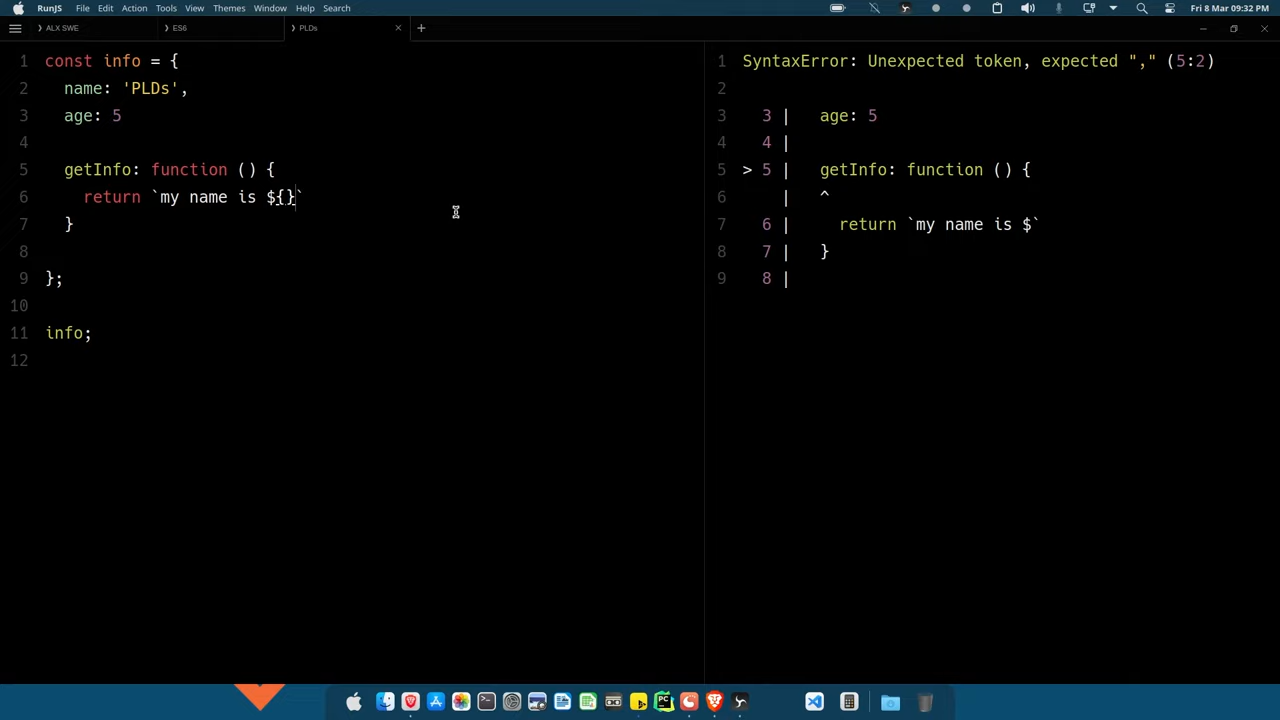 RunJS File Edit Action Tools View Themes Window Help Search Fri 8 Mar 09:32 PM
ALX SWE ES6 PLDs
1 const info = {
2   name: 'PLDs',
3   age: 5
4
5   getInfo: function () {
6     return `my name is ${}`
7   }
8
9 };
10
11 info;
12
1 SyntaxError: Unexpected token, expected "," (5:2)
2
3   3 |   age: 5
4   4 |
5 > 5 |   getInfo: function () {
6     |   ^
7   6 |     return `my name is $`
8   7 |   }
9   8 |
PC